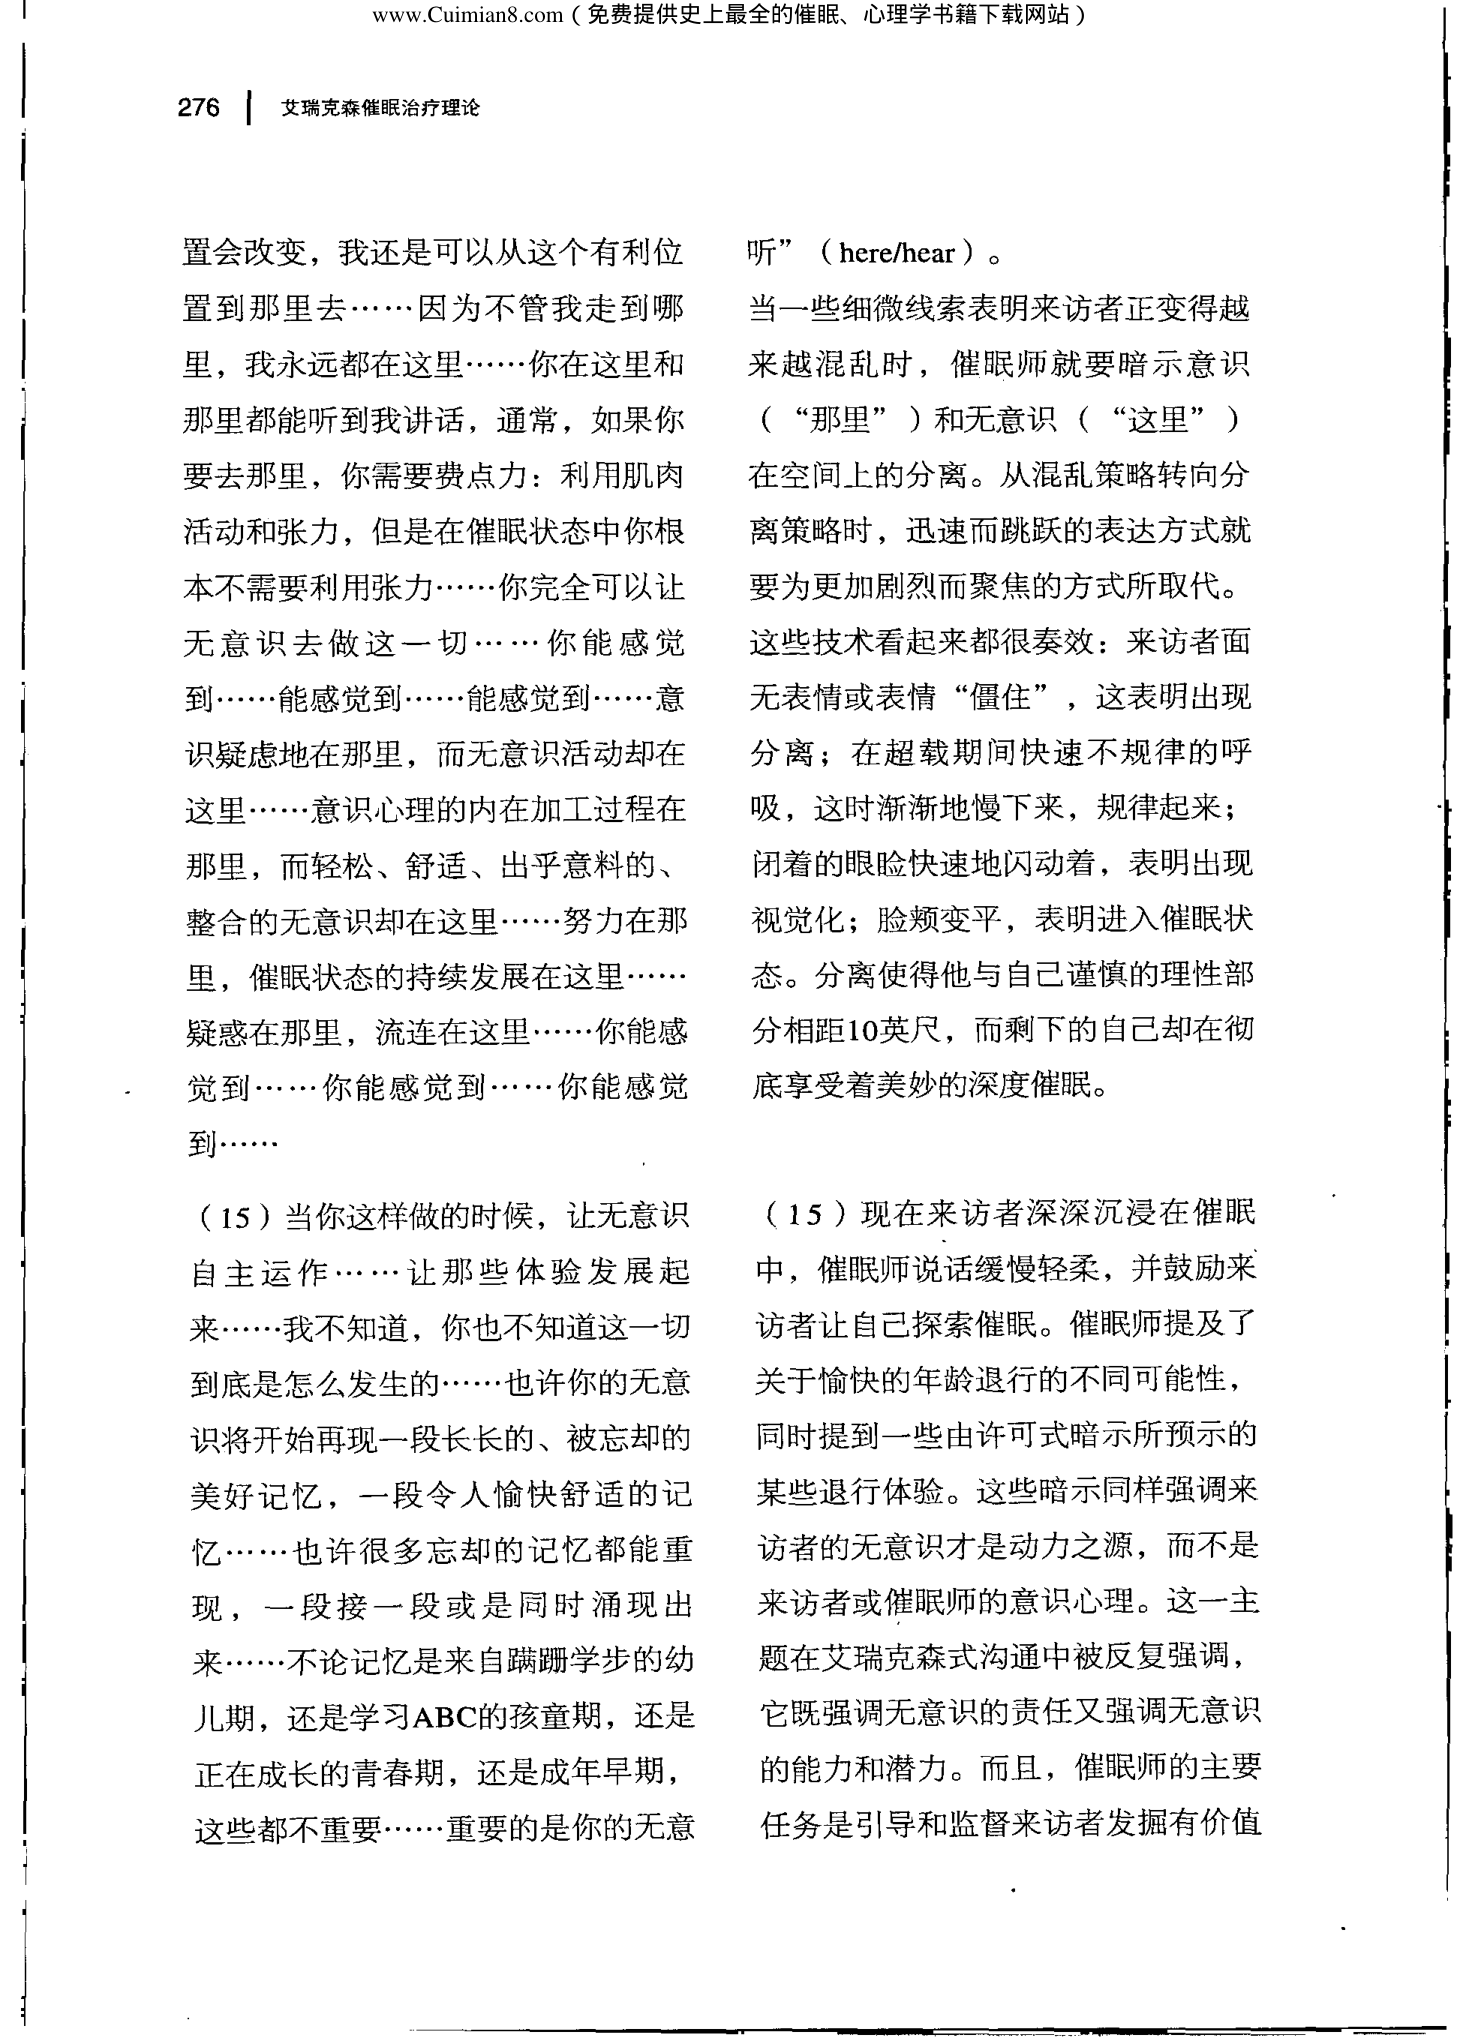 www.Cuimian8.com（免费提供史上最全的催眠、心理学书籍下载网站）
276 | 艾瑞克森催眠治疗理论
置会改变，我还是可以从这个有利位
置到那里去……因为不管我走到哪
里，我永远都在这里……你在这里和
那里都能听到我讲话，通常，如果你
要去那里，你需要费点力：利用肌肉
活动和张力，但是在催眠状态中你根
本不需要利用张力……你完全可以让
无意识去做这一切……你能感觉
到……能感觉到……能感觉到……意
识疑虑地在那里，而无意识活动却在
这里……意识心理的内在加工过程在
那里，而轻松、舒适、出乎意料的、
整合的无意识却在这里……努力在那
里，催眠状态的持续发展在这里……
疑惑在那里，流连在这里……你能感
觉到……你能感觉到……你能感觉
到……
（15）当你这样做的时候，让无意识
自主运作……让那些体验发展起
来……我不知道，你也不知道这一切
到底是怎么发生的……也许你的无意
识将开始再现一段长长的、被忘却的
美好记忆，一段令人愉快舒适的记
忆……也许很多忘却的记忆都能重
现，一段接一段或是同时涌现出
来……不论记忆是来自蹒跚学步的幼
儿期，还是学习ABC的孩童期，还是
正在成长的青春期，还是成年早期，
这些都不重要……重要的是你的无意
听”（here/hear）。
当一些细微线索表明来访者正变得越
来越混乱时，催眠师就要暗示意识
（“那里”）和无意识（“这里”）
在空间上的分离。从混乱策略转向分
离策略时，迅速而跳跃的表达方式就
要为更加剧烈而聚焦的方式所取代。
这些技术看起来都很奏效：来访者面
无表情或表情“僵住”，这表明出现
分离；在超载期间快速不规律的呼
吸，这时渐渐地慢下来，规律起来；
闭着的眼睑快速地闪动着，表明出现
视觉化；脸颊变平，表明进入催眠状
态。分离使得他与自己谨慎的理性部
分相距10英尺，而剩下的自己却在彻
底享受着美妙的深度催眠。
（15）现在来访者深深沉浸在催眠
中，催眠师说话缓慢轻柔，并鼓励来
访者让自己探索催眠。催眠师提及了
关于愉快的年龄退行的不同可能性，
同时提到一些由许可式暗示所预示的
某些退行体验。这些暗示同样强调来
访者的无意识才是动力之源，而不是
来访者或催眠师的意识心理。这一主
题在艾瑞克森式沟通中被反复强调，
它既强调无意识的责任又强调无意识
的能力和潜力。而且，催眠师的主要
任务是引导和监督来访者发掘有价值